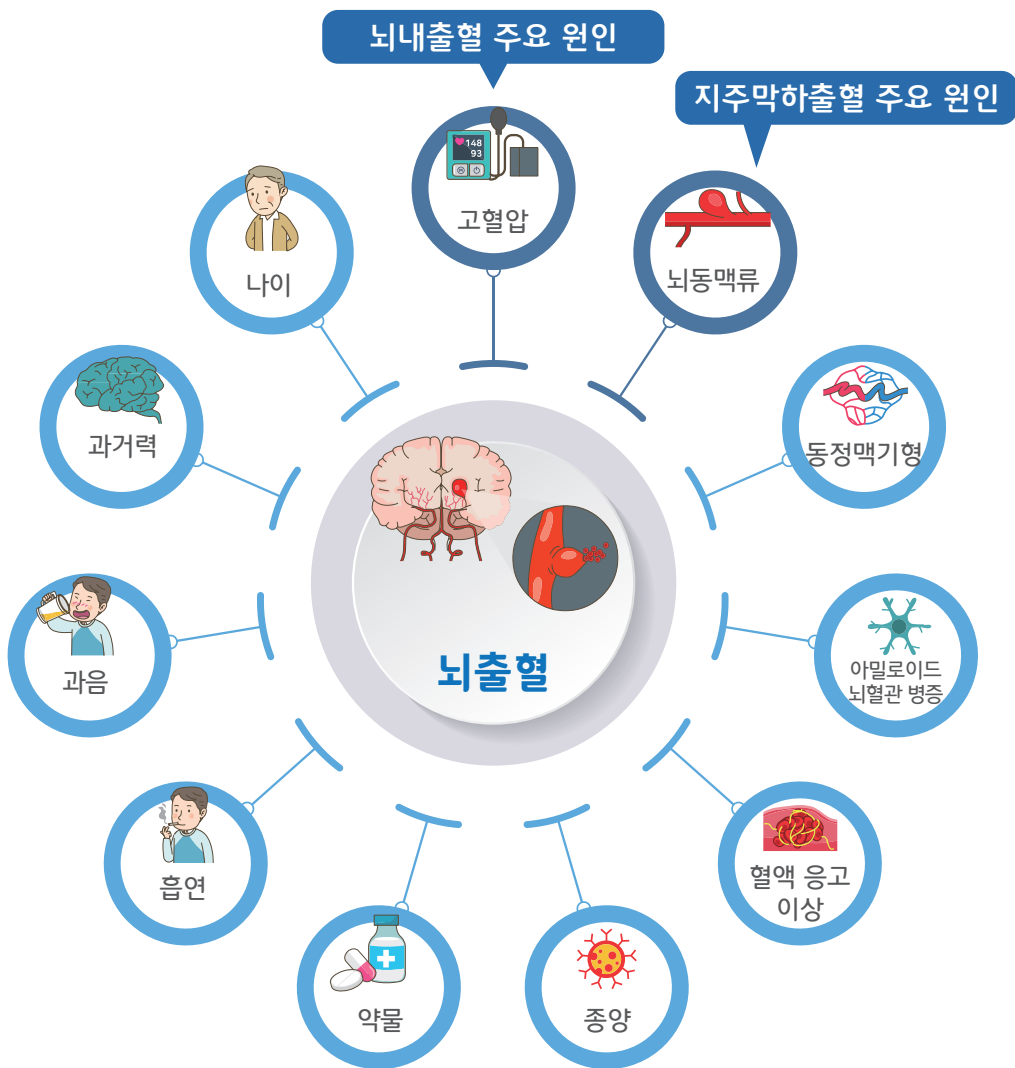 뇌내출혈 주요 원인
지주막하출혈 주요 원인
148
93
고혈압
뇌동맥류
동정맥기형
아밀로이드
뇌혈관 병증
혈액 응고
이상
종양
약물
흡연
과음
과거력
나이
뇌출혈